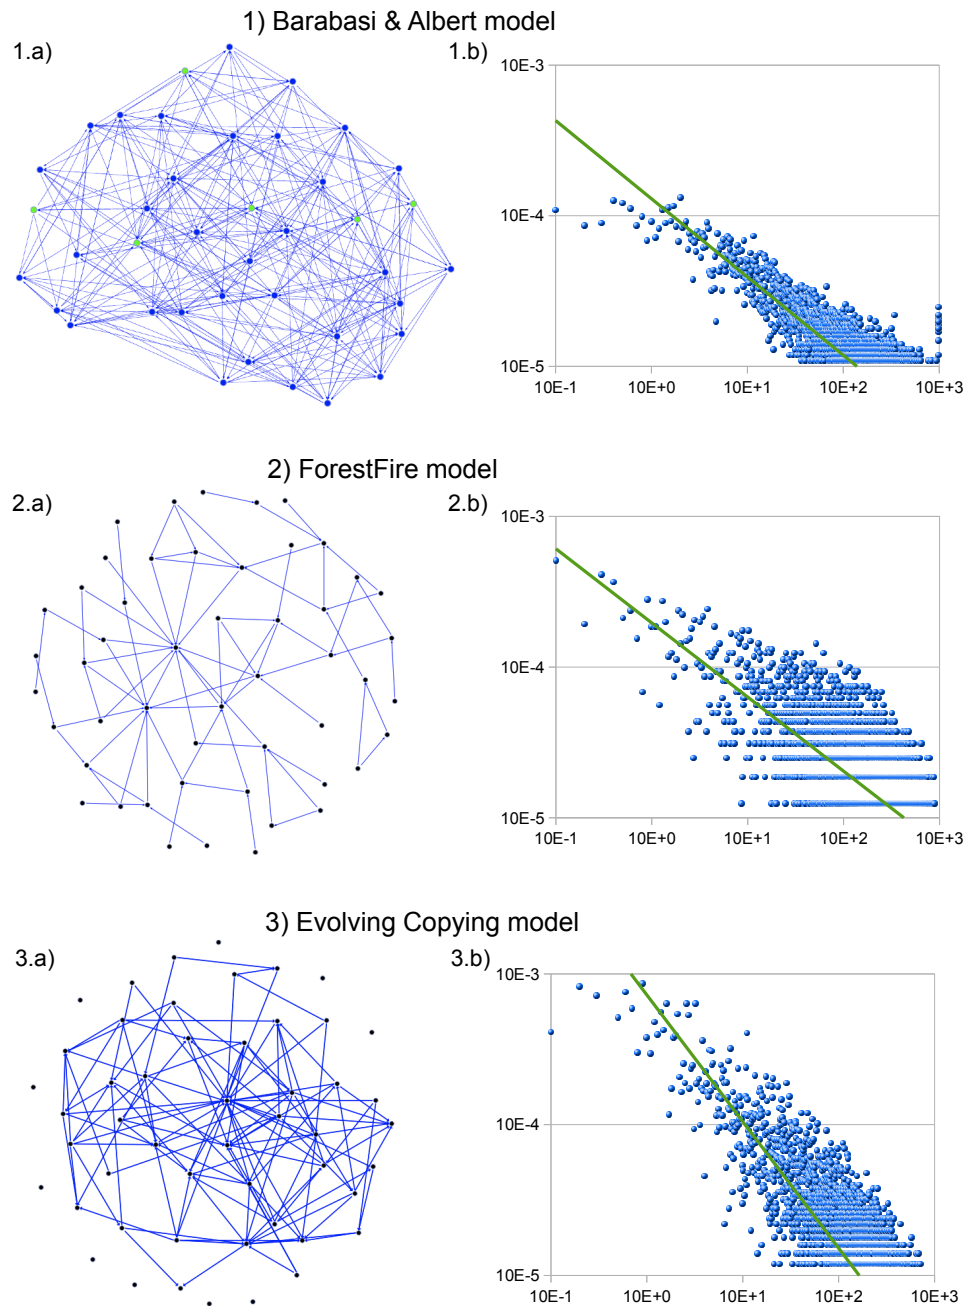 1) Barabasi & Albert model
1.a)
1.b)
10E-3
10E-4
10E-5
10E-1 10E+0 10E+1 10E+2 10E+3
2) ForestFire model
2.a)
2.b)
10E-3
10E-4
10E-5
10E-1 10E+0 10E+1 10E+2 10E+3
3) Evolving Copying model
3.a)
3.b)
10E-3
10E-4
10E-5
10E-1 10E+0 10E+1 10E+2 10E+3